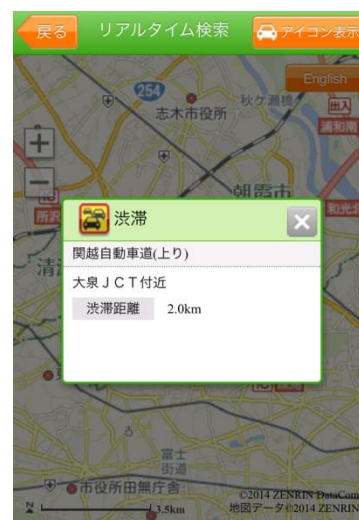 戻る
リアルタイム検索
アイコン表示
English
254
志木市役所
秋ケ瀬橋
出入
浦和南
朝霞市
所沢
和光北
渋滞
関越自動車道(上り)
大泉JCT付近
渋滞距離
2.0km
清
富士
街道
市役所田無庁舎
3.5km
©2014 ZENRIN DataCom
地図データ©2014 ZENRIN